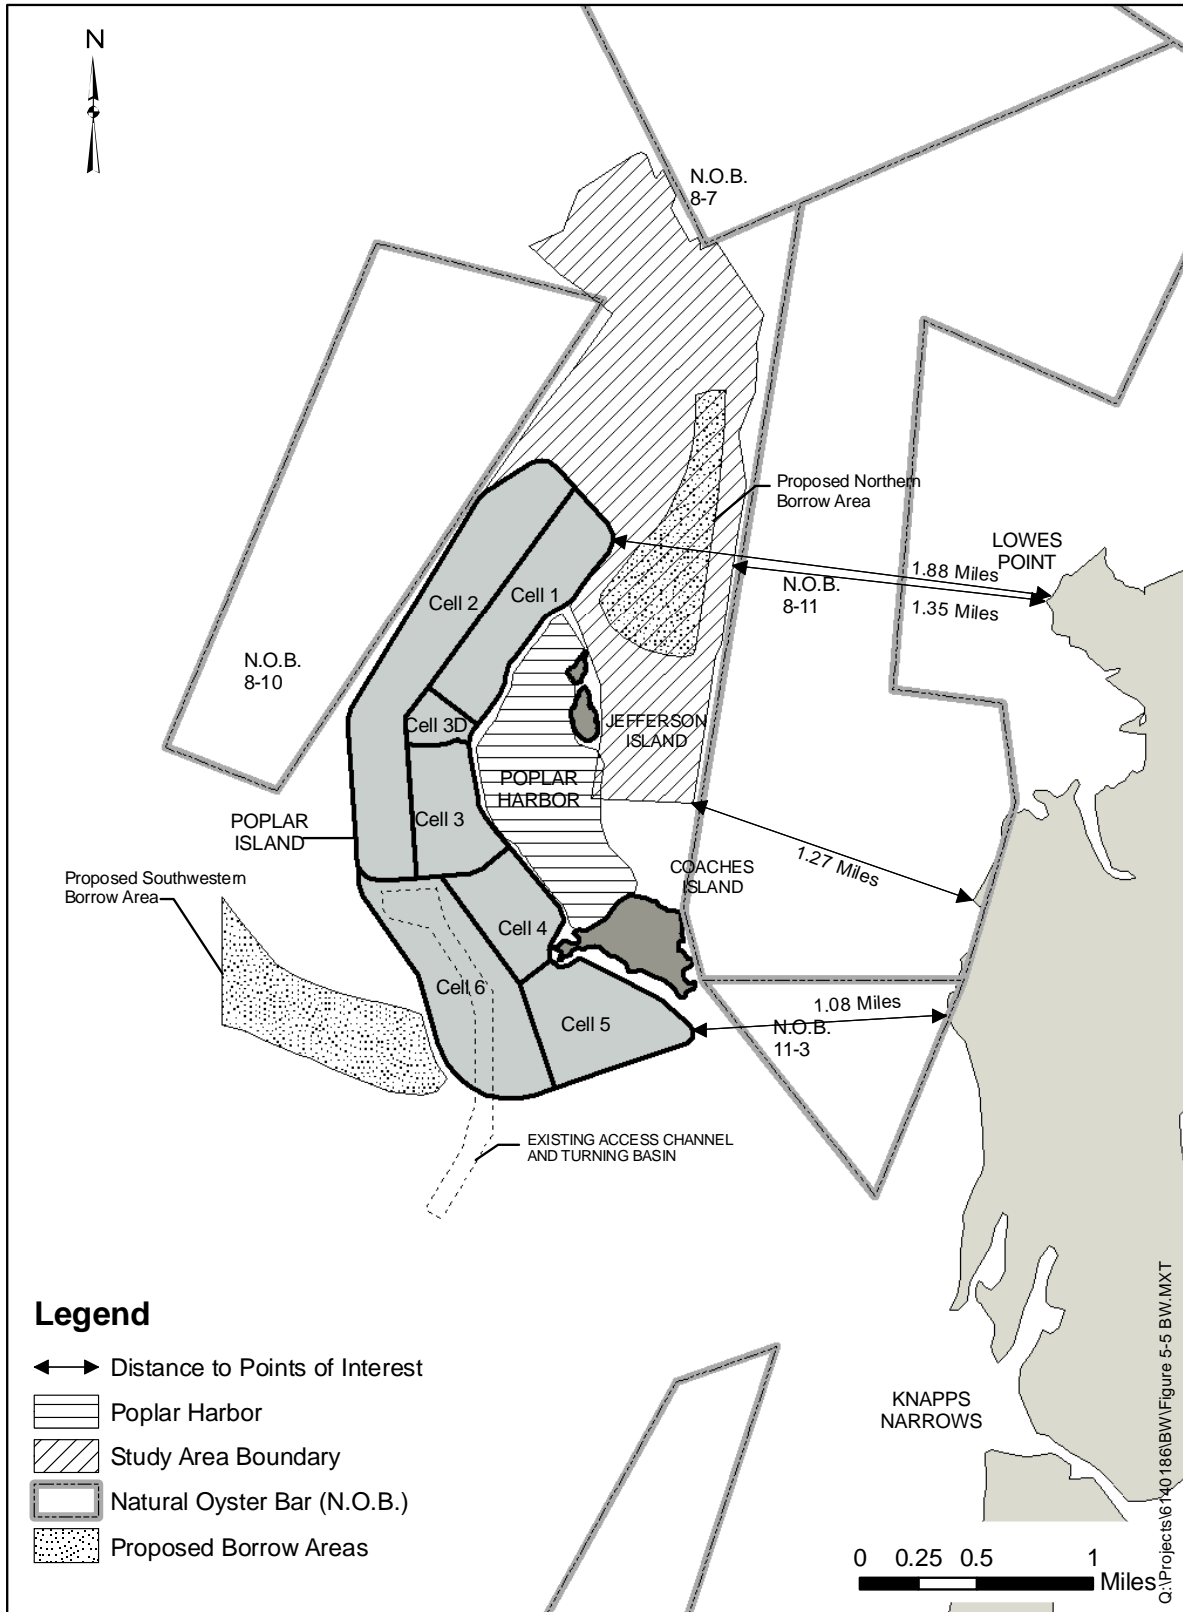 N
N.O.B.
8-7
Proposed Northern
Borrow Area
LOWES
POINT
1.88 Miles
N.O.B.
8-11
1.35 Miles
Cell 1
Cell 2
N.O.B.
8-10
Cell 3D
JEFFERSON
ISLAND
POPLAR
HARBOR
POPLAR
ISLAND
Cell 3
1.27 Miles
COACHES
ISLAND
Proposed Southwestern
Borrow Area
Cell 4
Cell 6
1.08 Miles
Cell 5
N.O.B.
11-3
EXISTING ACCESS CHANNEL
AND TURNING BASIN
Legend
Distance to Points of Interest
Poplar Harbor
Study Area Boundary
Natural Oyster Bar (N.O.B.)
Proposed Borrow Areas
KNAPPS
NARROWS
0 0.25 0.5 1
Miles
Q:\Projects\6140186\BW\Figure 5-5 BW.MXT